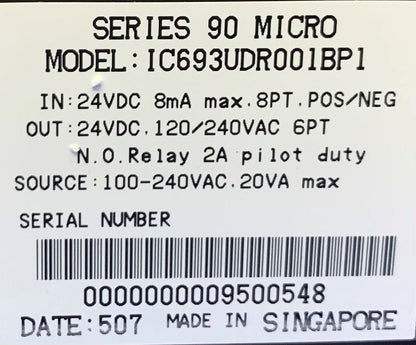 SERIES 90 MICRO
MODEL:IC693UDR001BP1
IN:24VDC 8mA max.8PT.POS/NEG
OUT:24VDC.120/240VAC 6PT
N.O.Relay 2A pilot duty
SOURCE:100-240VAC.20VA max
SERIAL NUMBER
0000000009500548
DATE:507 MADE IN SINGAPORE